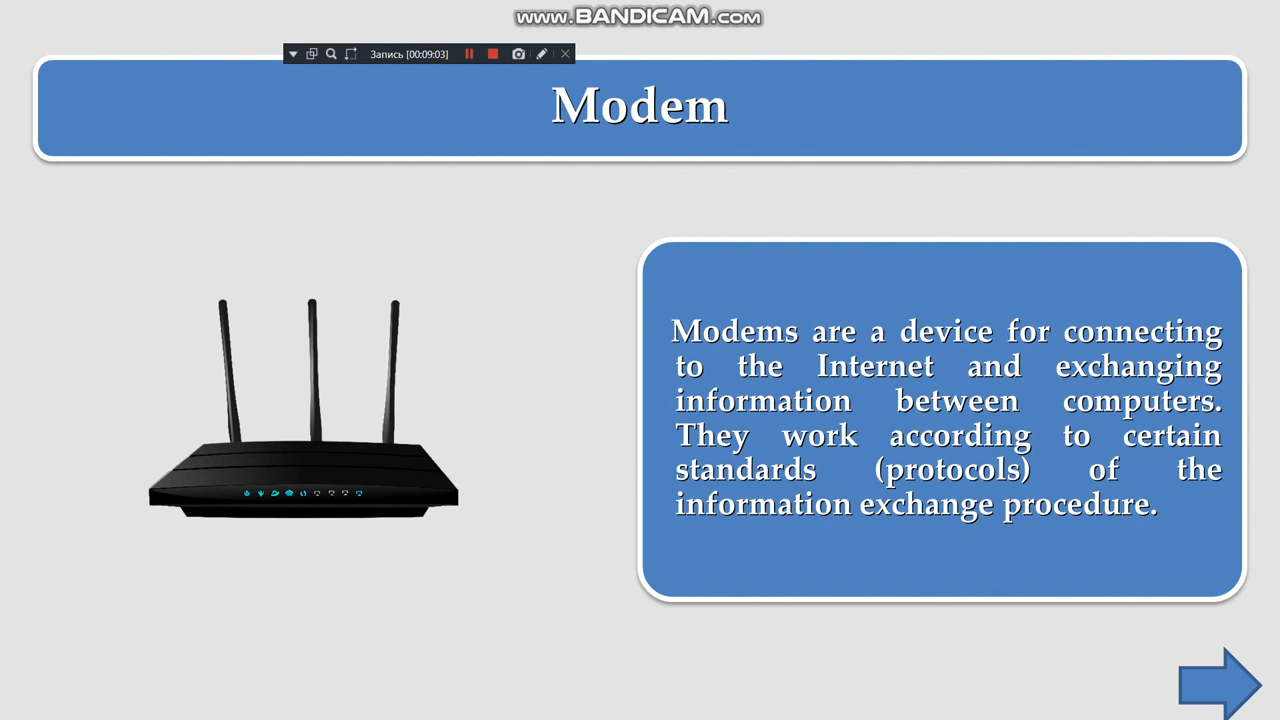 www.BANDICAM.com
Запись [00:09:03]
Modem
Modems are a device for connecting
to the Internet and exchanging
information between computers.
They work according to certain
standards (protocols) of the
information exchange procedure.